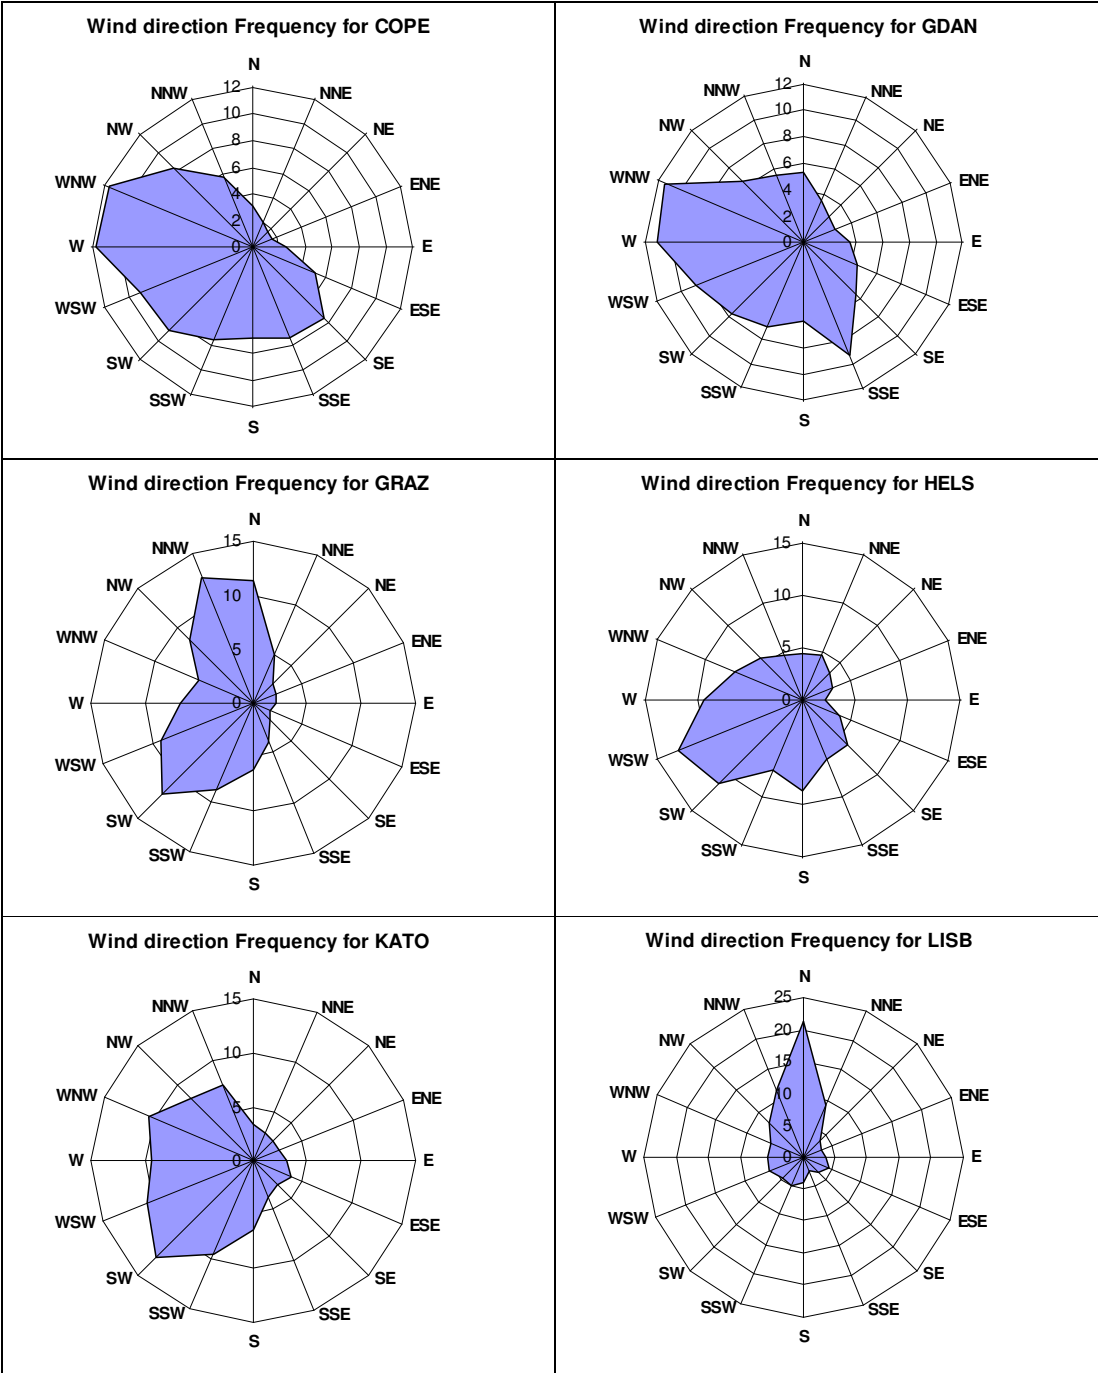 Wind direction Frequency for COPE
N
12
NNW
NNE
10
NW
NE
8
6
WNW
ENE
4
2
W
0
E
WSW
ESE
SW
SE
SSW
SSE
S
Wind direction Frequency for GDAN
N
12
NNW
NNE
10
NW
NE
8
6
WNW
ENE
4
2
W
0
E
WSW
ESE
SW
SE
SSW
SSE
S
Wind direction Frequency for GRAZ
N
15
NNW
NNE
NW
NE
10
WNW
ENE
5
W
0
E
WSW
ESE
SW
SE
SSW
SSE
S
Wind direction Frequency for HELS
N
15
NNW
NNE
NW
NE
10
WNW
ENE
5
W
0
E
WSW
ESE
SW
SE
SSW
SSE
S
Wind direction Frequency for KATO
N
15
NNW
NNE
NW
NE
10
WNW
ENE
5
W
0
E
WSW
ESE
SW
SE
SSW
SSE
S
Wind direction Frequency for LISB
N
25
NNW
NNE
20
NW
NE
15
WNW
ENE
10
5
W
0
E
WSW
ESE
SW
SE
SSW
SSE
S